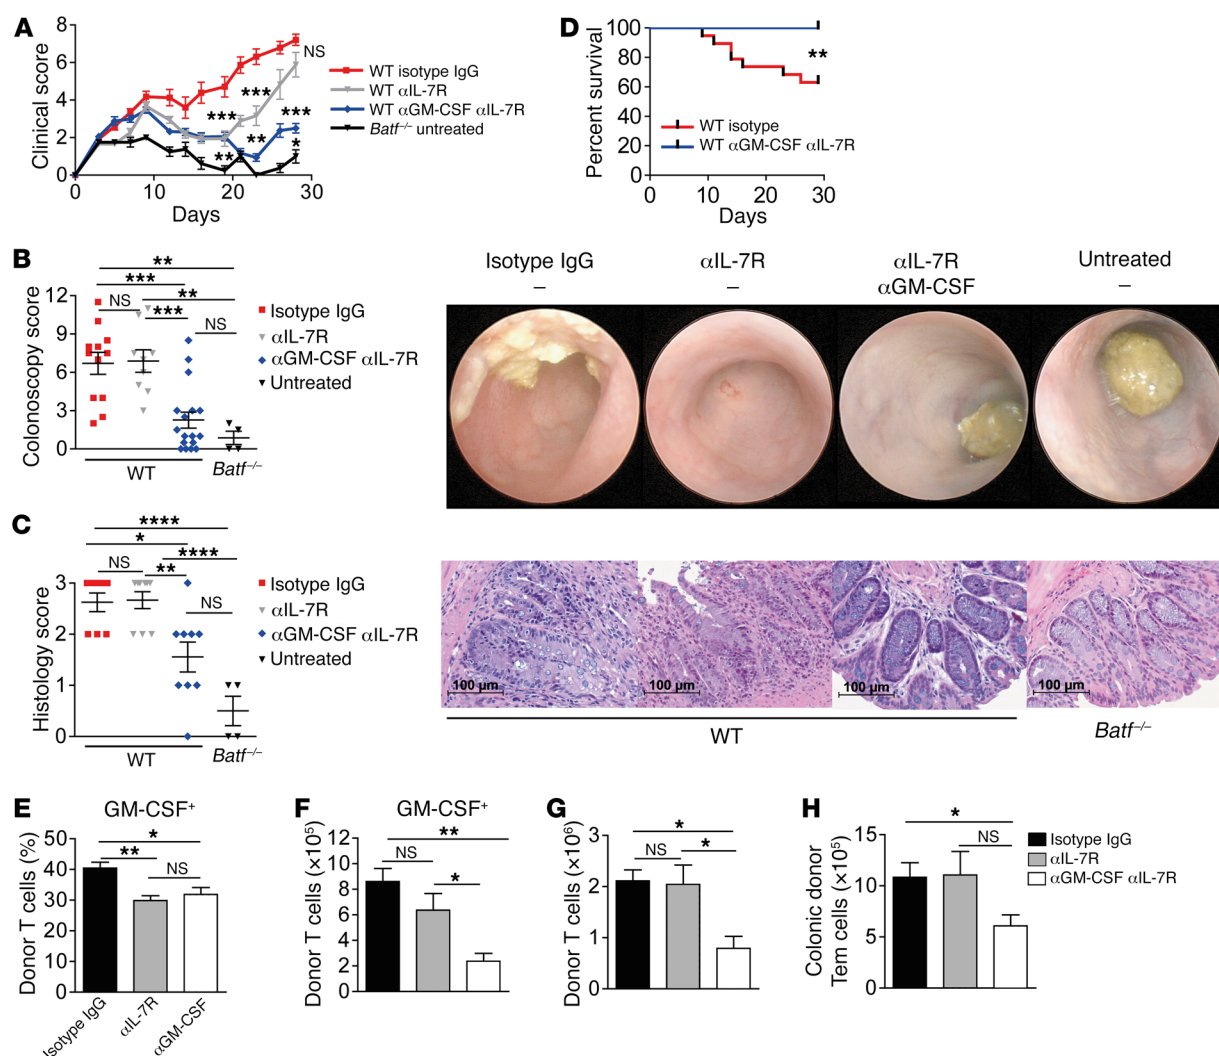 A
8
6
4
2
0
Clinical score
0
10
20
30
Days
NS
***
***
***
**
**
*
WT isotype IgG
WT αIL-7R
WT αGM-CSF αIL-7R
Batf–/– untreated
D
100
80
60
40
20
0
Percent survival
0
10
20
30
Days
**
WT isotype
WT αGM-CSF αIL-7R
B
**
***
**
NS
***
NS
12
9
6
3
0
Colonoscopy score
WT
Batf–/–
Isotype IgG
αIL-7R
αGM-CSF αIL-7R
Untreated
Isotype IgG
–
αIL-7R
–
αIL-7R
αGM-CSF
Untreated
–
C
****
*
****
NS
**
NS
3
2
1
0
Histology score
WT
Batf–/–
Isotype IgG
αIL-7R
αGM-CSF αIL-7R
Untreated
100 µm
100 µm
100 µm
100 µm
WT
Batf–/–
E
GM-CSF+
*
**
NS
50
40
30
20
10
0
Donor T cells (%)
Isotype IgG
αIL-7R
αGM-CSF
F
GM-CSF+
**
NS
*
12
10
8
6
4
2
0
Donor T cells (×10⁵)
G
*
NS
*
3
2
1
0
Donor T cells (×10⁶)
H
*
NS
15
10
5
0
Colonic donor
Tem cells (×10⁵)
Isotype IgG
αIL-7R
αGM-CSF αIL-7R